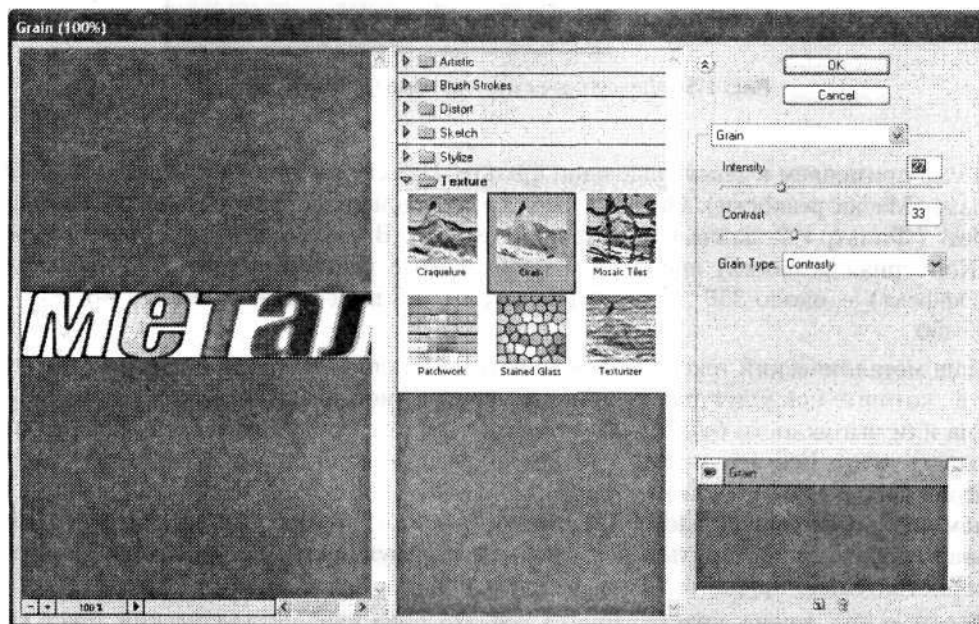 Grain (100%)
метал
100%
Artistic
Brush Strokes
Distort
Sketch
Stylize
Texture
Craquelure
Grain
Mosaic Tiles
Patchwork
Stained Glass
Texturizer
OK
Cancel
Grain
Intensity
Contrast
33
Grain Type:
Contrasty
Grain